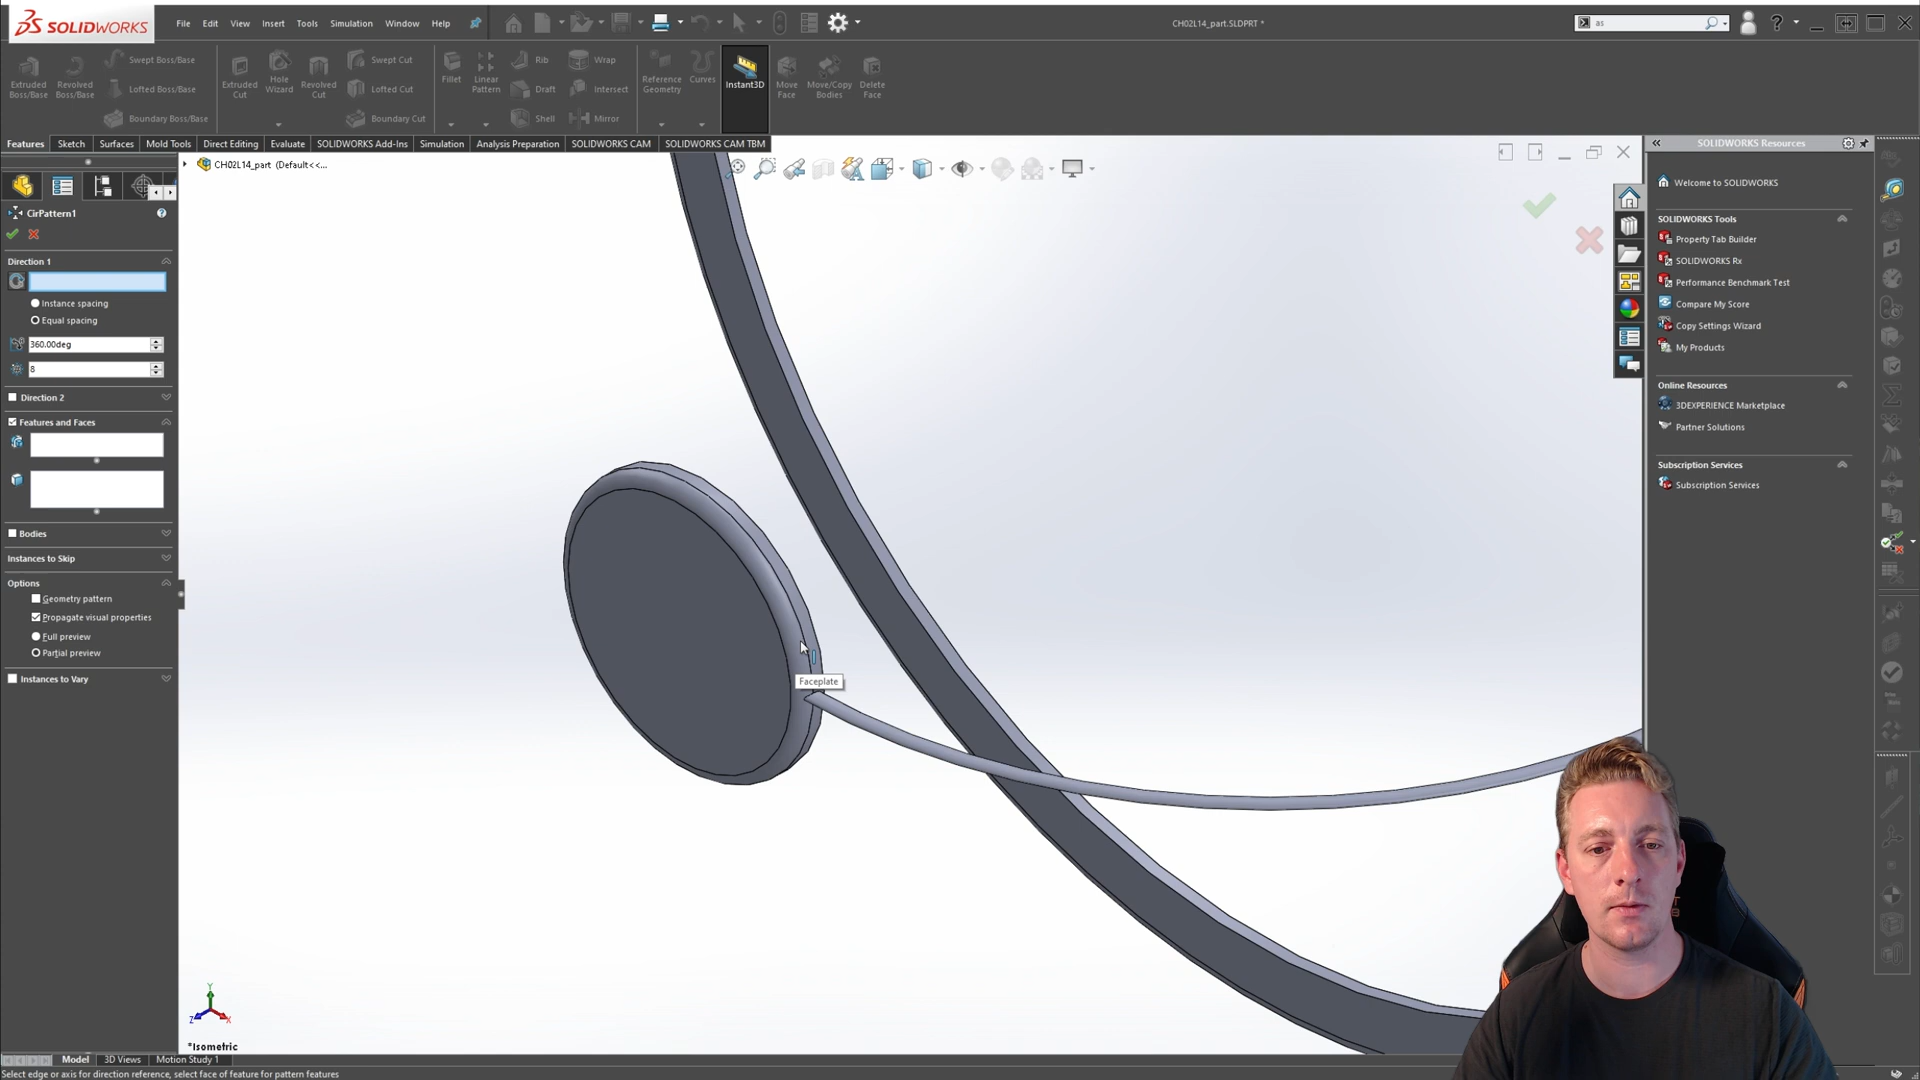 SOLIDWORKS
File Edit View Insert Tools Simulation Window Help
CH02L14_part.SLDPRT *
as
Extruded Boss/Base
Revolved Boss/Base
Swept Boss/Base
Lofted Boss/Base
Boundary Boss/Base
Extruded Cut
Hole Wizard
Revolved Cut
Swept Cut
Lofted Cut
Boundary Cut
Fillet
Linear Pattern
Rib
Draft
Shell
Wrap
Intersect
Mirror
Reference Geometry
Curves
Instant3D
Move Face
Move/Copy Bodies
Delete Face
Features Sketch Surfaces Mold Tools Direct Editing Evaluate SOLIDWORKS Add-Ins Simulation Analysis Preparation SOLIDWORKS CAM SOLIDWORKS CAM TBM
CH02L14_part (Default<<...
CirPattern1
Direction 1
Instance spacing
Equal spacing
360.00deg
8
Direction 2
Features and Faces
Bodies
Instances to Skip
Options
Geometry pattern
Propagate visual properties
Full preview
Partial preview
Instances to Vary
Faceplate
Y
Z
X
*Isometric
SOLIDWORKS Resources
Welcome to SOLIDWORKS
SOLIDWORKS Tools
Property Tab Builder
SOLIDWORKS Rx
Performance Benchmark Test
Compare My Score
Copy Settings Wizard
My Products
Online Resources
3DEXPERIENCE Marketplace
Partner Solutions
Subscription Services
Subscription Services
Model 3D Views Motion Study 1
Select edge or axis for direction reference, select face of feature for pattern features